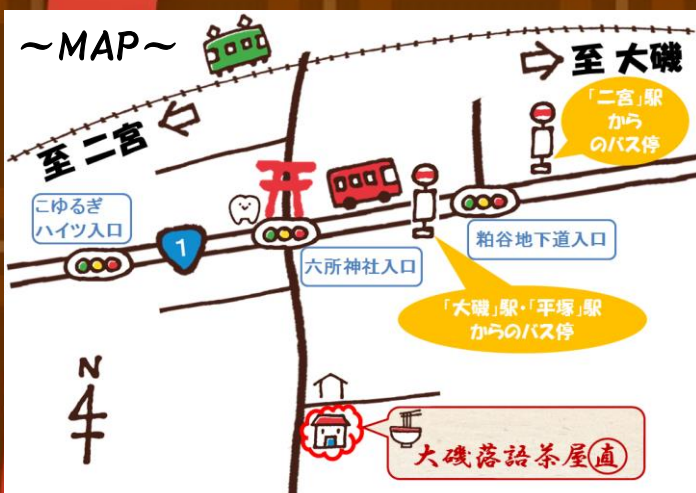 ~MAP~
至 大磯
「二宮」駅
から
のバス停
至 二宮
こゆるぎ
ハイツ入口
1
六所神社入口
粕谷地下道入口
「大磯」駅・「平塚」駅
からのバス停
N
大磯落語茶屋直